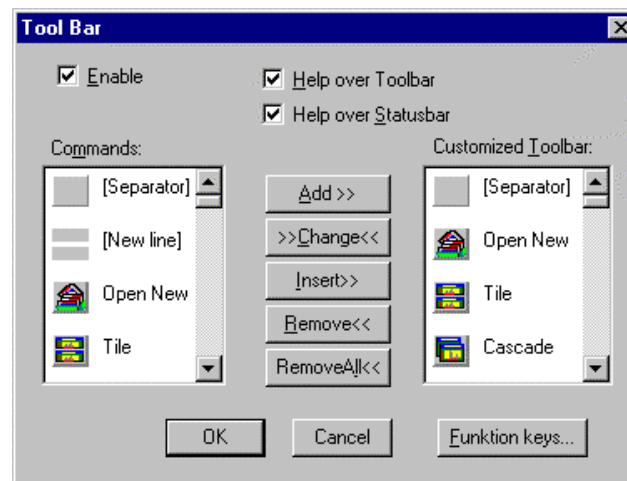 Tool Bar
Enable
Help over Toolbar
Help over Statusbar
Commands:
[Separator]
[New line]
Open New
Tile
Add >>
>>Change<<
Insert>>
Remove<<
RemoveAll<<
Customized Toolbar:
[Separator]
Open New
Tile
Cascade
OK
Cancel
Funktion keys...